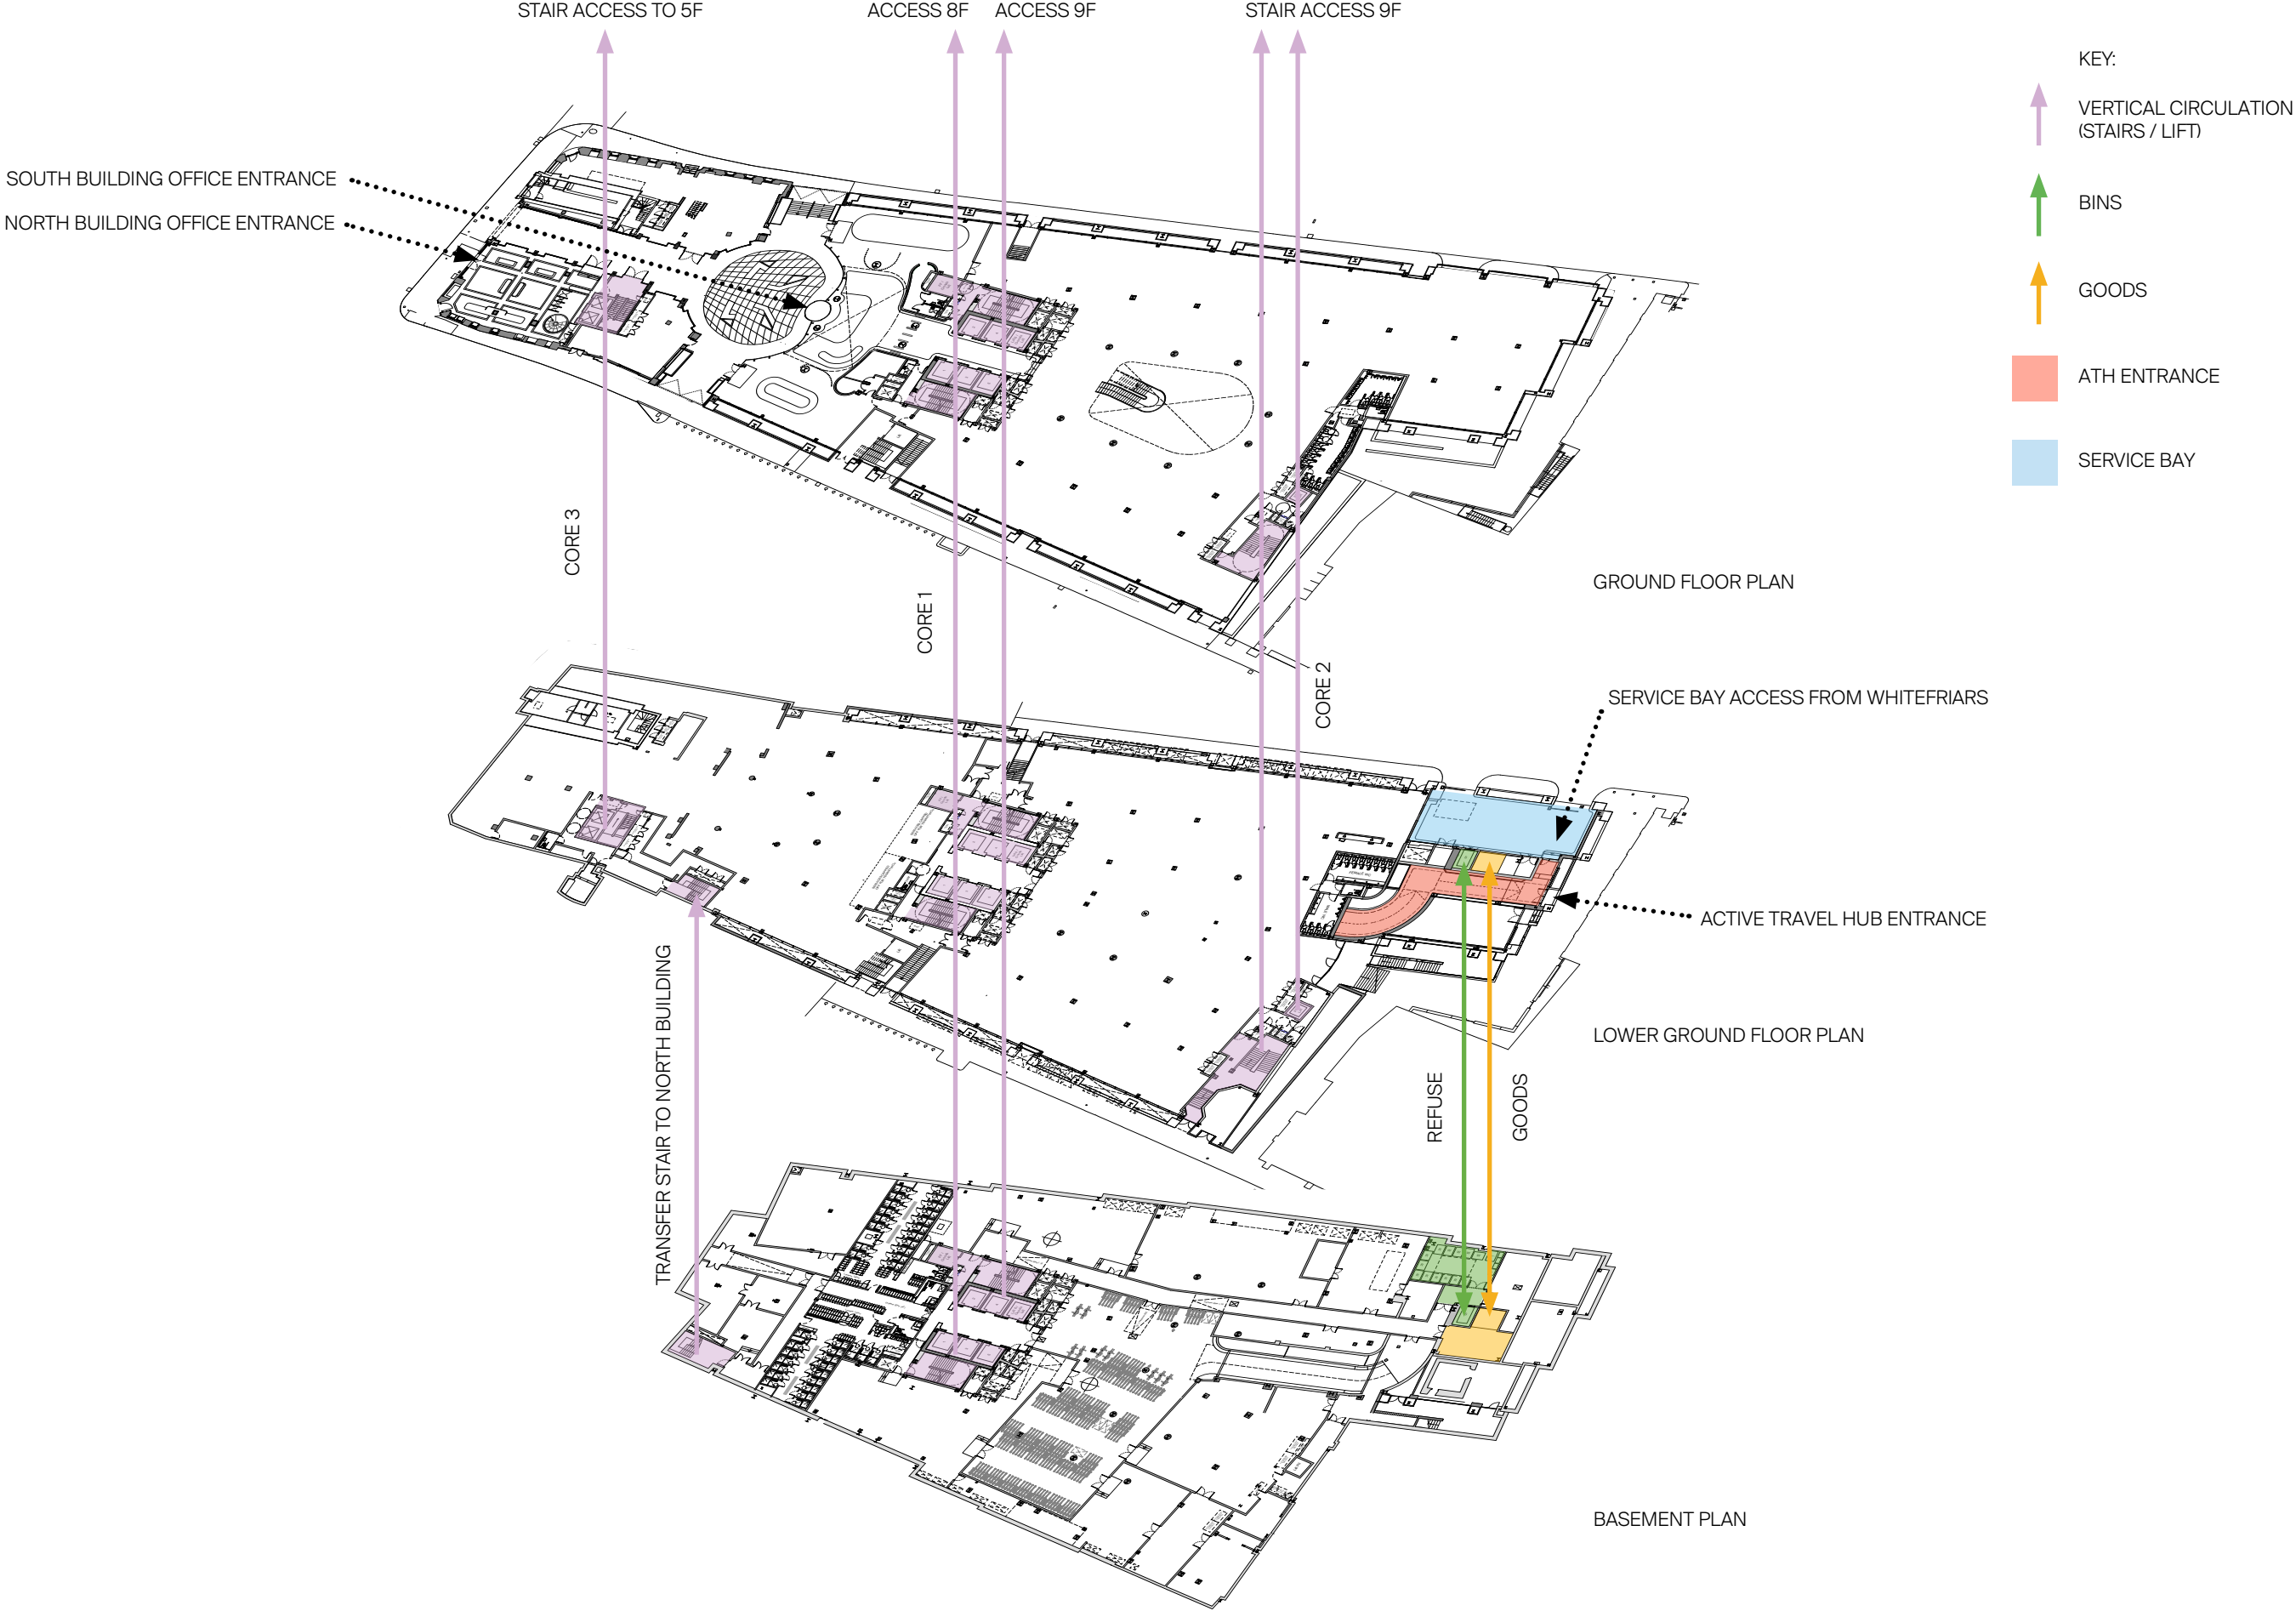 STAIR ACCESS TO 5F
ACCESS 8F
ACCESS 9F
STAIR ACCESS 9F
KEY:
VERTICAL CIRCULATION
(STAIRS / LIFT)
BINS
GOODS
ATH ENTRANCE
SERVICE BAY
SOUTH BUILDING OFFICE ENTRANCE
NORTH BUILDING OFFICE ENTRANCE
CORE 3
CORE 1
GROUND FLOOR PLAN
CORE 2
SERVICE BAY ACCESS FROM WHITEFRIARS
ACTIVE TRAVEL HUB ENTRANCE
TRANSFER STAIR TO NORTH BUILDING
LOWER GROUND FLOOR PLAN
REFUSE
GOODS
BASEMENT PLAN